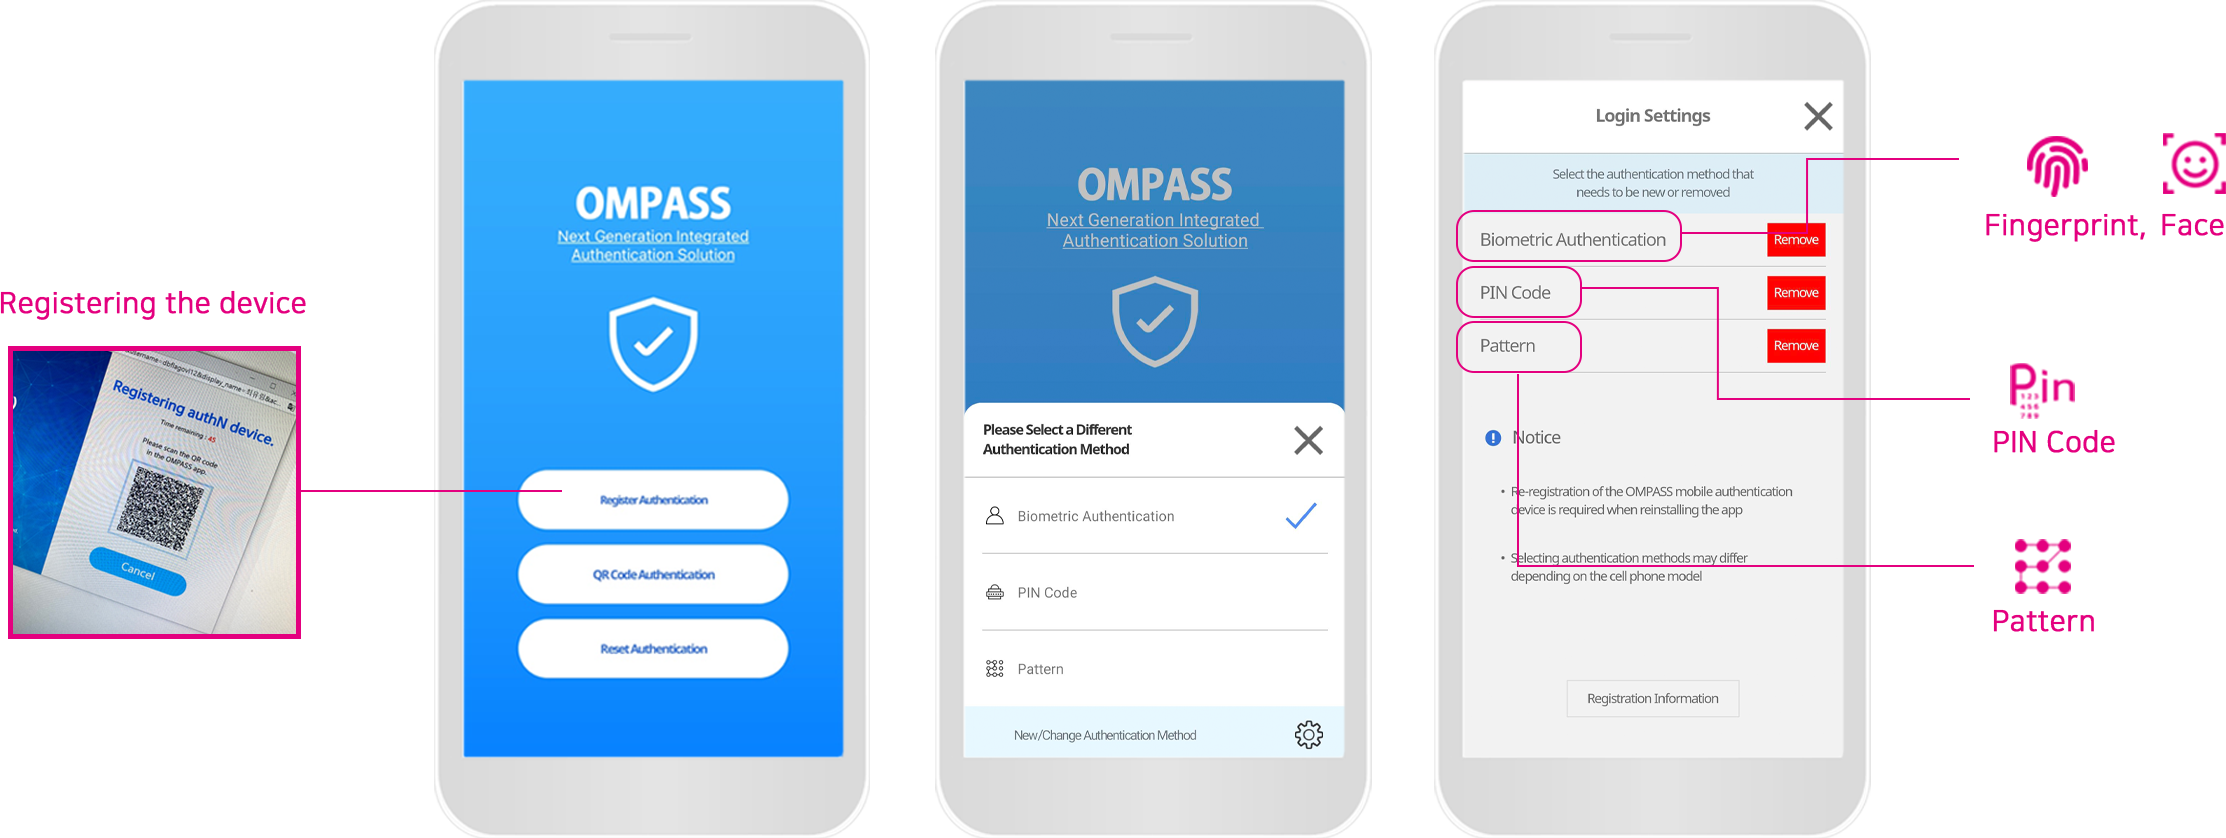 Registering the device
Registering authN device.
Time remaining : 45
Please scan the QR code
in the OMPASS app.
Cancel
OMPASS
Next Generation Integrated
Authentication Solution
Register Authentication
QR Code Authentication
Reset Authentication
OMPASS
Next Generation Integrated
Authentication Solution
Please Select a Different
Authentication Method
Biometric Authentication
PIN Code
Pattern
New/Change Authentication Method
Login Settings
Select the authentication method that
needs to be new or removed
Biometric Authentication
Remove
PIN Code
Remove
Pattern
Remove
Notice
• Re-registration of the OMPASS mobile authentication
device is required when reinstalling the app
• Selecting authentication methods may differ
depending on the cell phone model
Registration Information
Fingerprint, Face
Pin
123
456
789
PIN Code
Pattern